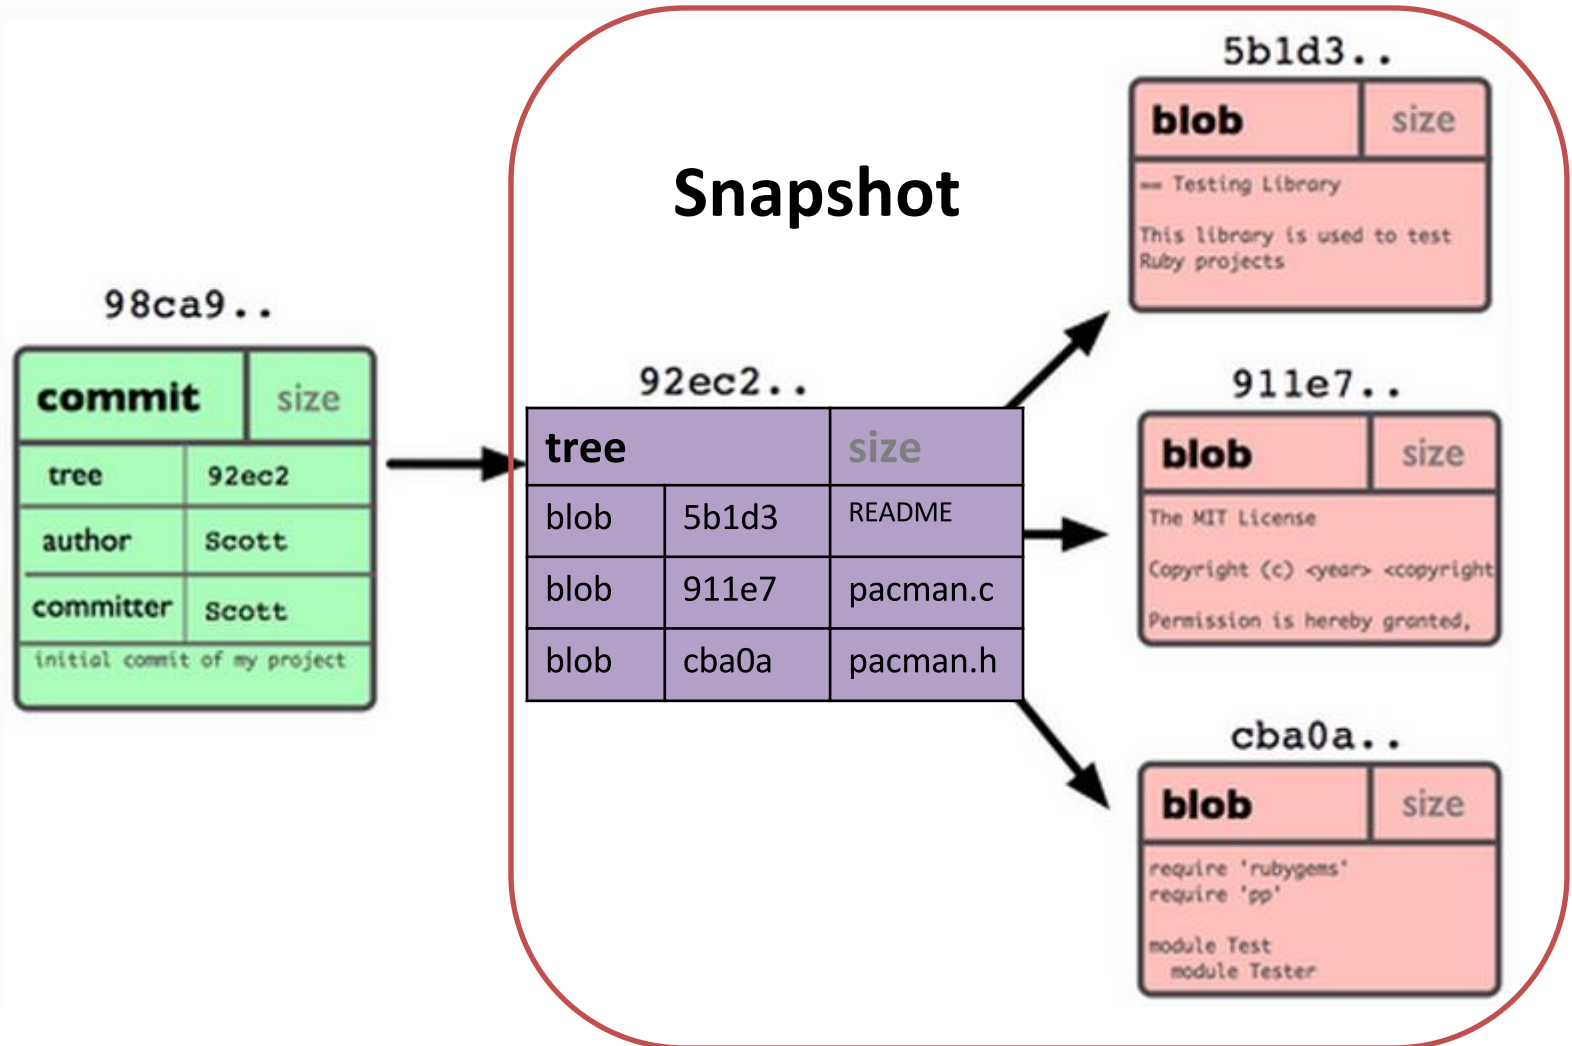 Snapshot
98ca9..
commit size
tree 92ec2
author Scott
committer Scott
initial commit of my project
92ec2..
tree size
blob 5b1d3 README
blob 911e7 pacman.c
blob cba0a pacman.h
5b1d3..
blob size
== Testing Library
This library is used to test
Ruby projects
911e7..
blob size
The MIT License
Copyright (c) <year> <copyright
Permission is hereby granted,
cba0a..
blob size
require 'rubygems'
require 'pp'
module Test
module Tester